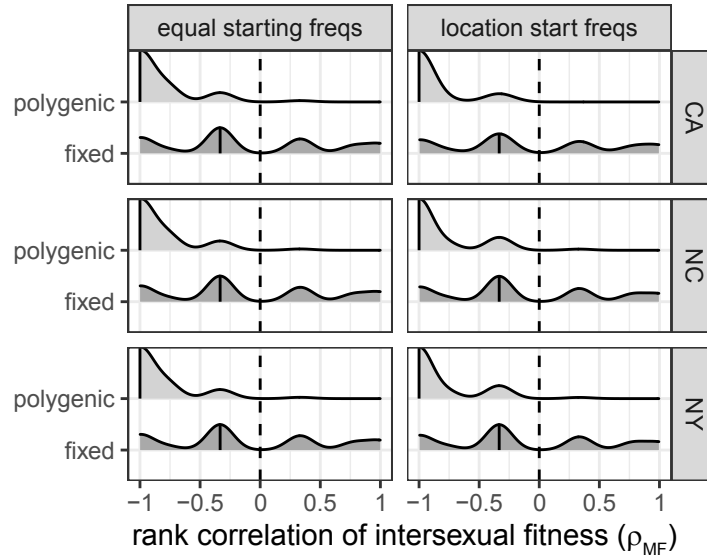 equal starting freqs
location start freqs
polygenic
fixed
CA
polygenic
fixed
NC
polygenic
fixed
NY
−1 −0.5 0 0.5 1
−1 −0.5 0 0.5 1
rank correlation of intersexual fitness (ρMF)